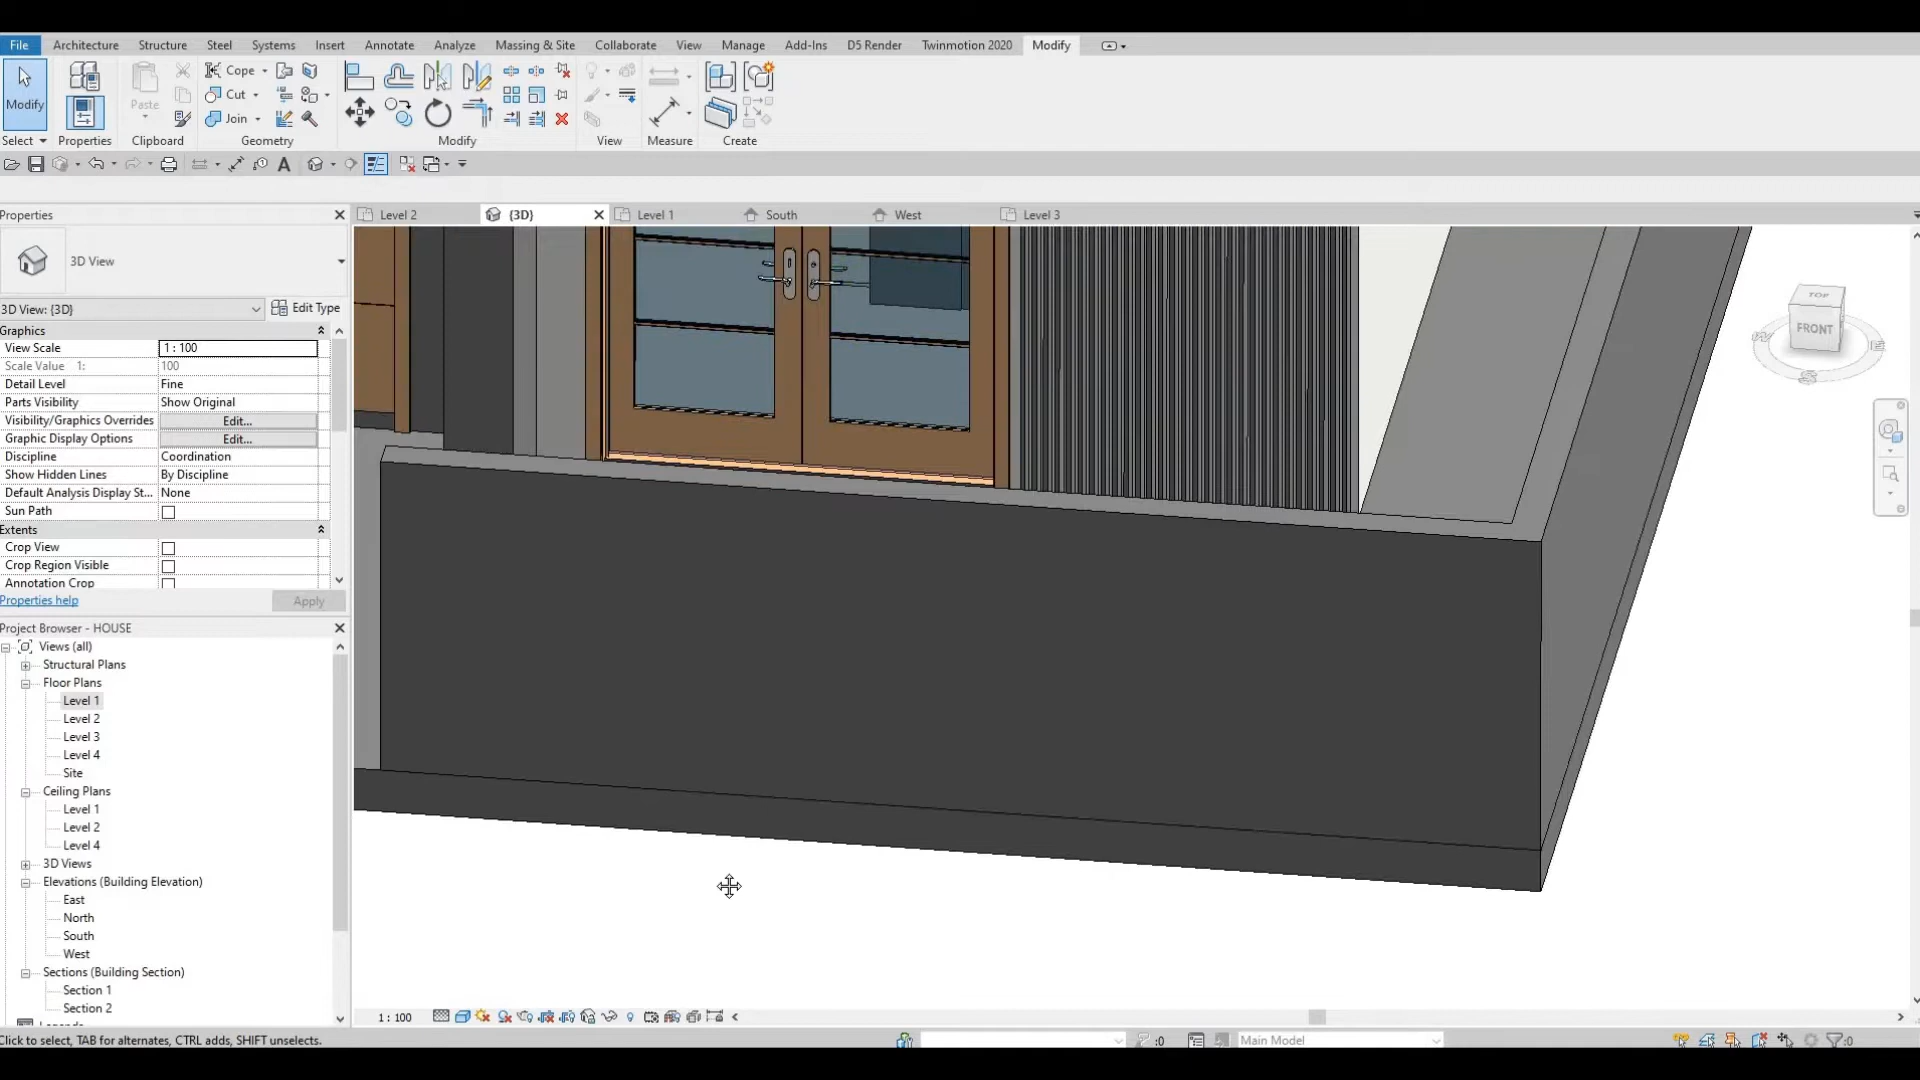 File Architecture Structure Steel Systems Insert Annotate Analyze Massing & Site Collaborate View Manage Add-Ins D5 Render Twinmotion 2020 Modify
Modify
Paste
Cope
Cut
Join
Select Properties Clipboard Geometry Modify View Measure Create
A
Properties
Level 2 {3D} Level 1 South West Level 3
3D View
3D View: {3D} Edit Type
Graphics
View Scale 1 : 100
Scale Value 1: 100
Detail Level Fine
Parts Visibility Show Original
Visibility/Graphics Overrides Edit...
Graphic Display Options Edit...
Discipline Coordination
Show Hidden Lines By Discipline
Default Analysis Display St... None
Sun Path
Extents
Crop View
Crop Region Visible
Annotation Crop
Properties help Apply
Project Browser - HOUSE
Views (all)
Structural Plans
Floor Plans
Level 1
Level 2
Level 3
Level 4
Site
Ceiling Plans
Level 1
Level 2
Level 4
3D Views
Elevations (Building Elevation)
East
North
South
West
Sections (Building Section)
Section 1
Section 2
TOP
FRONT
W
E
S
1 : 100
Click to select, TAB for alternates, CTRL adds, SHIFT unselects.
:0
Main Model
:0